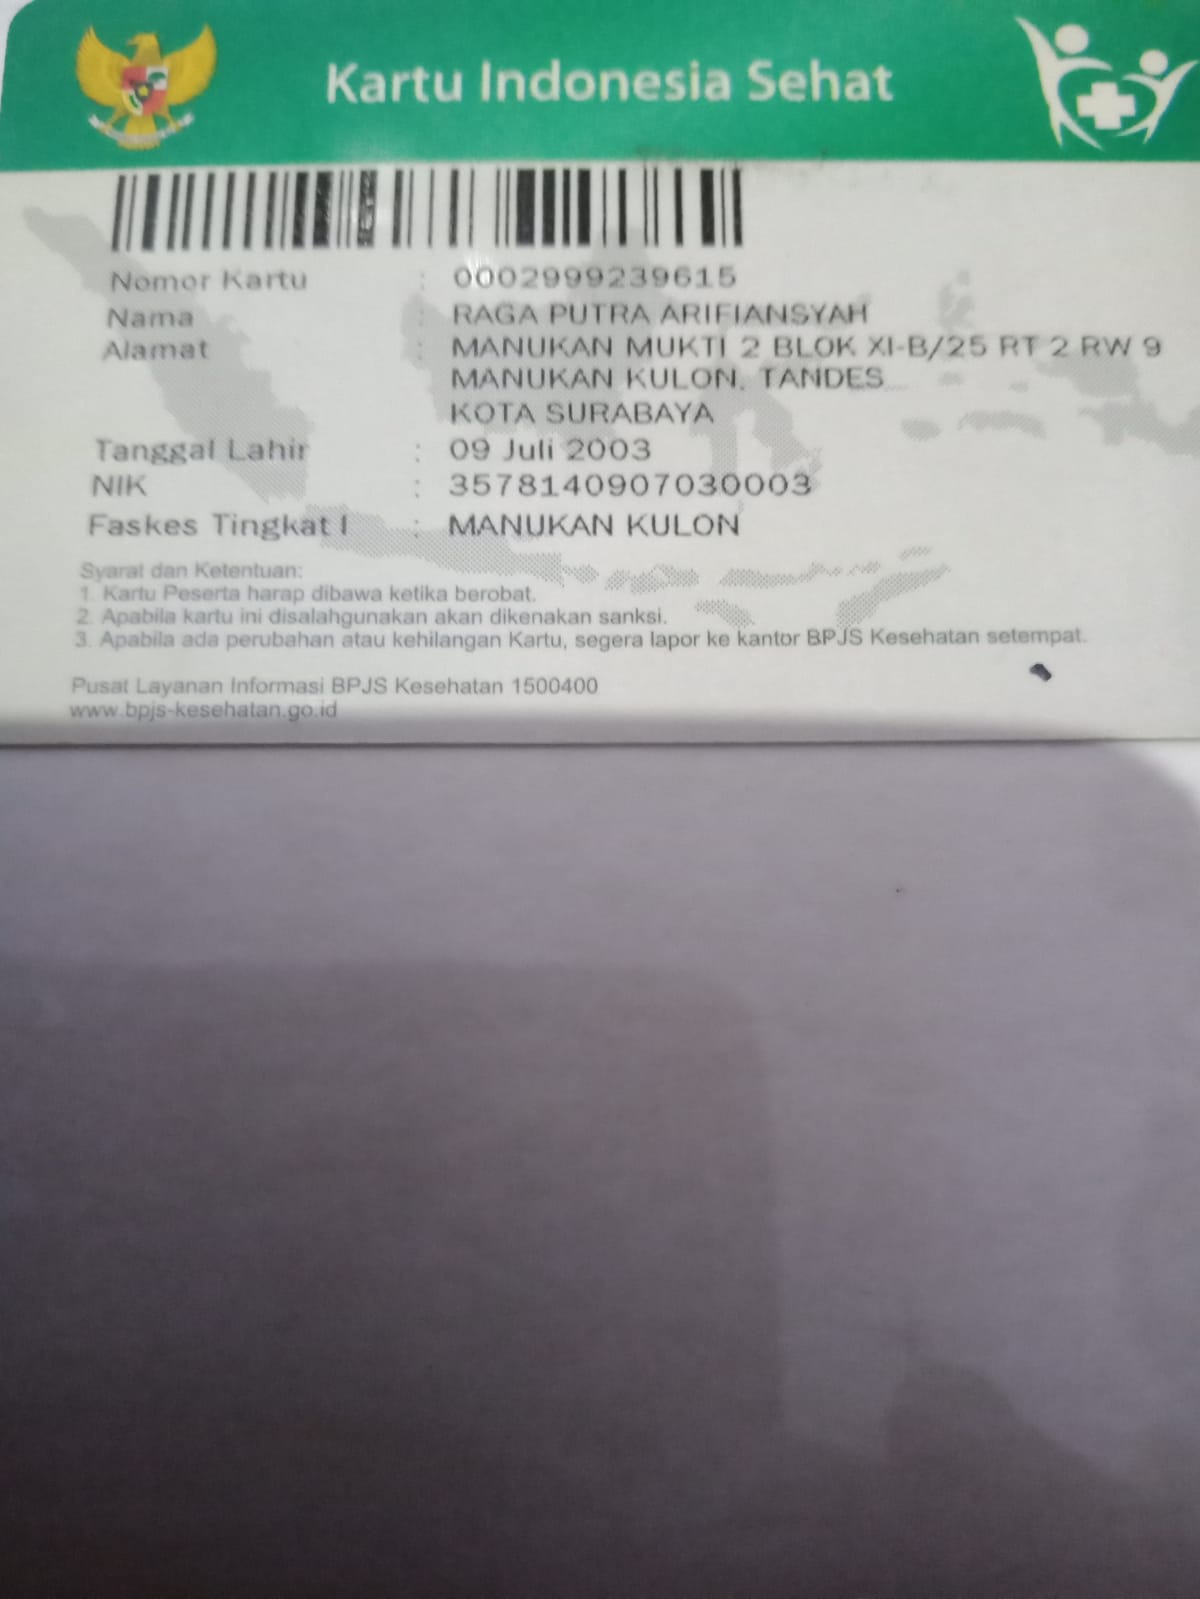 Kartu Indonesia Sehat
Nomor Kartu : 0002999239615
Nama : RAGA PUTRA ARIFIANSYAH
Alamat : MANUKAN MUKTI 2 BLOK XI-B/25 RT 2 RW 9
MANUKAN KULON, TANDES
KOTA SURABAYA
Tanggal Lahir : 09 Juli 2003
NIK : 3578140907030003
Faskes Tingkat I : MANUKAN KULON
Syarat dan Ketentuan:
1. Kartu Peserta harap dibawa ketika berobat.
2. Apabila kartu ini disalahgunakan akan dikenakan sanksi.
3. Apabila ada perubahan atau kehilangan Kartu, segera lapor ke kantor BPJS Kesehatan setempat.
Pusat Layanan Informasi BPJS Kesehatan 1500400
www.bpjs-kesehatan.go.id